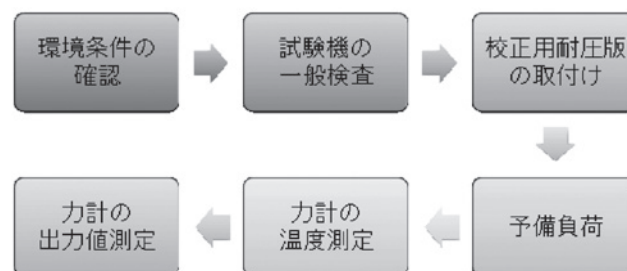 環境条件の
確認
試験機の
一般検査
校正用耐圧版
の取付け
予備負荷
力計の
温度測定
力計の
出力値測定